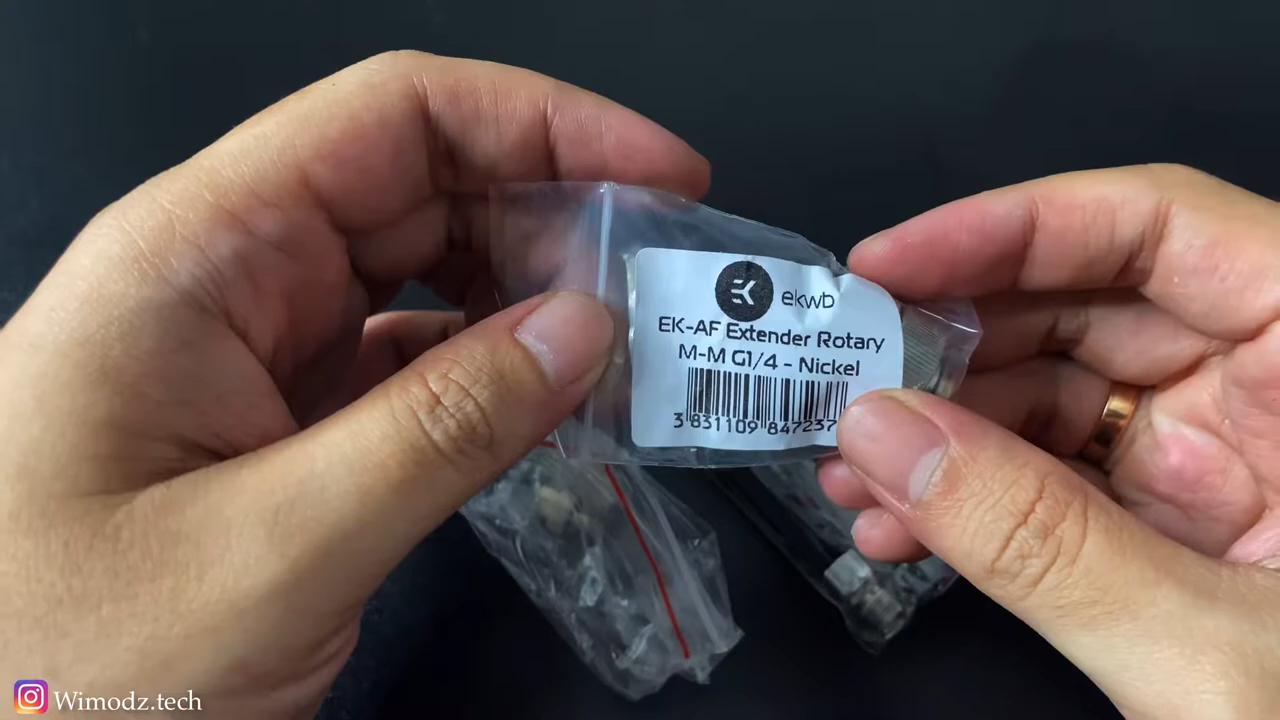 ekwb
EK-AF Extender Rotary
M-M G1/4 - Nickel
3 831109 847237
Wimodz.tech